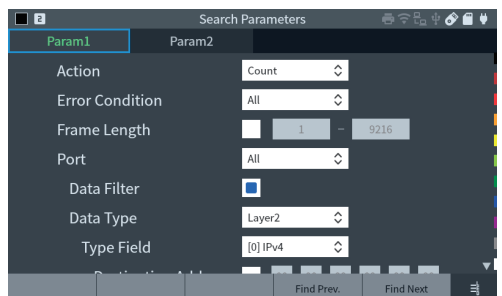 2 Search Parameters
Param1 Param2
Action Count
Error Condition All
Frame Length 1 – 9216
Port All
Data Filter
Data Type Layer2
Type Field [0] IPv4
Find Prev. Find Next